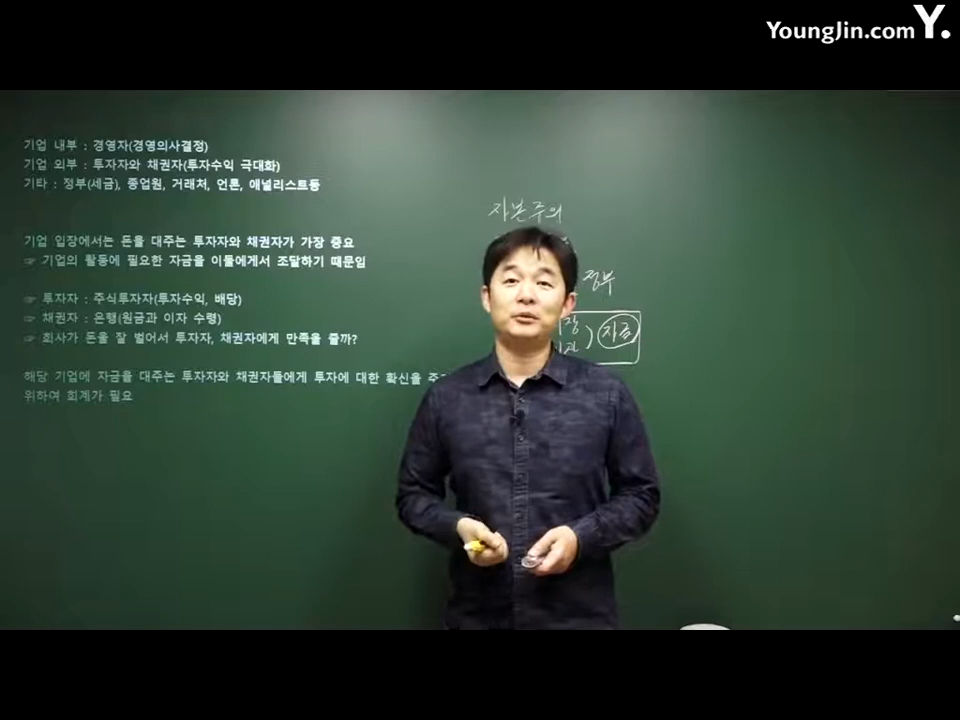 YoungJin.com Y.
기업 내부 : 경영자(경영의사결정)
기업 외부 : 투자자와 채권자(투자수익 극대화)
기타 : 정부(세금), 종업원, 거래처, 언론, 애널리스트등
기업 입장에서는 돈을 대주는 투자자와 채권자가 가장 중요
☞ 기업의 활동에 필요한 자금을 이들에게서 조달하기 때문임
☞ 투자자 : 주식투자자(투자수익, 배당)
☞ 채권자 : 은행(원금과 이자 수령)
☞ 회사가 돈을 잘 벌어서 투자자, 채권자에게 만족을 줄까?
해당 기업에 자금을 대주는 투자자와 채권자들에게 투자에 대한 확신을 주
위하여 회계가 필요
자본주의
정부
장
자금